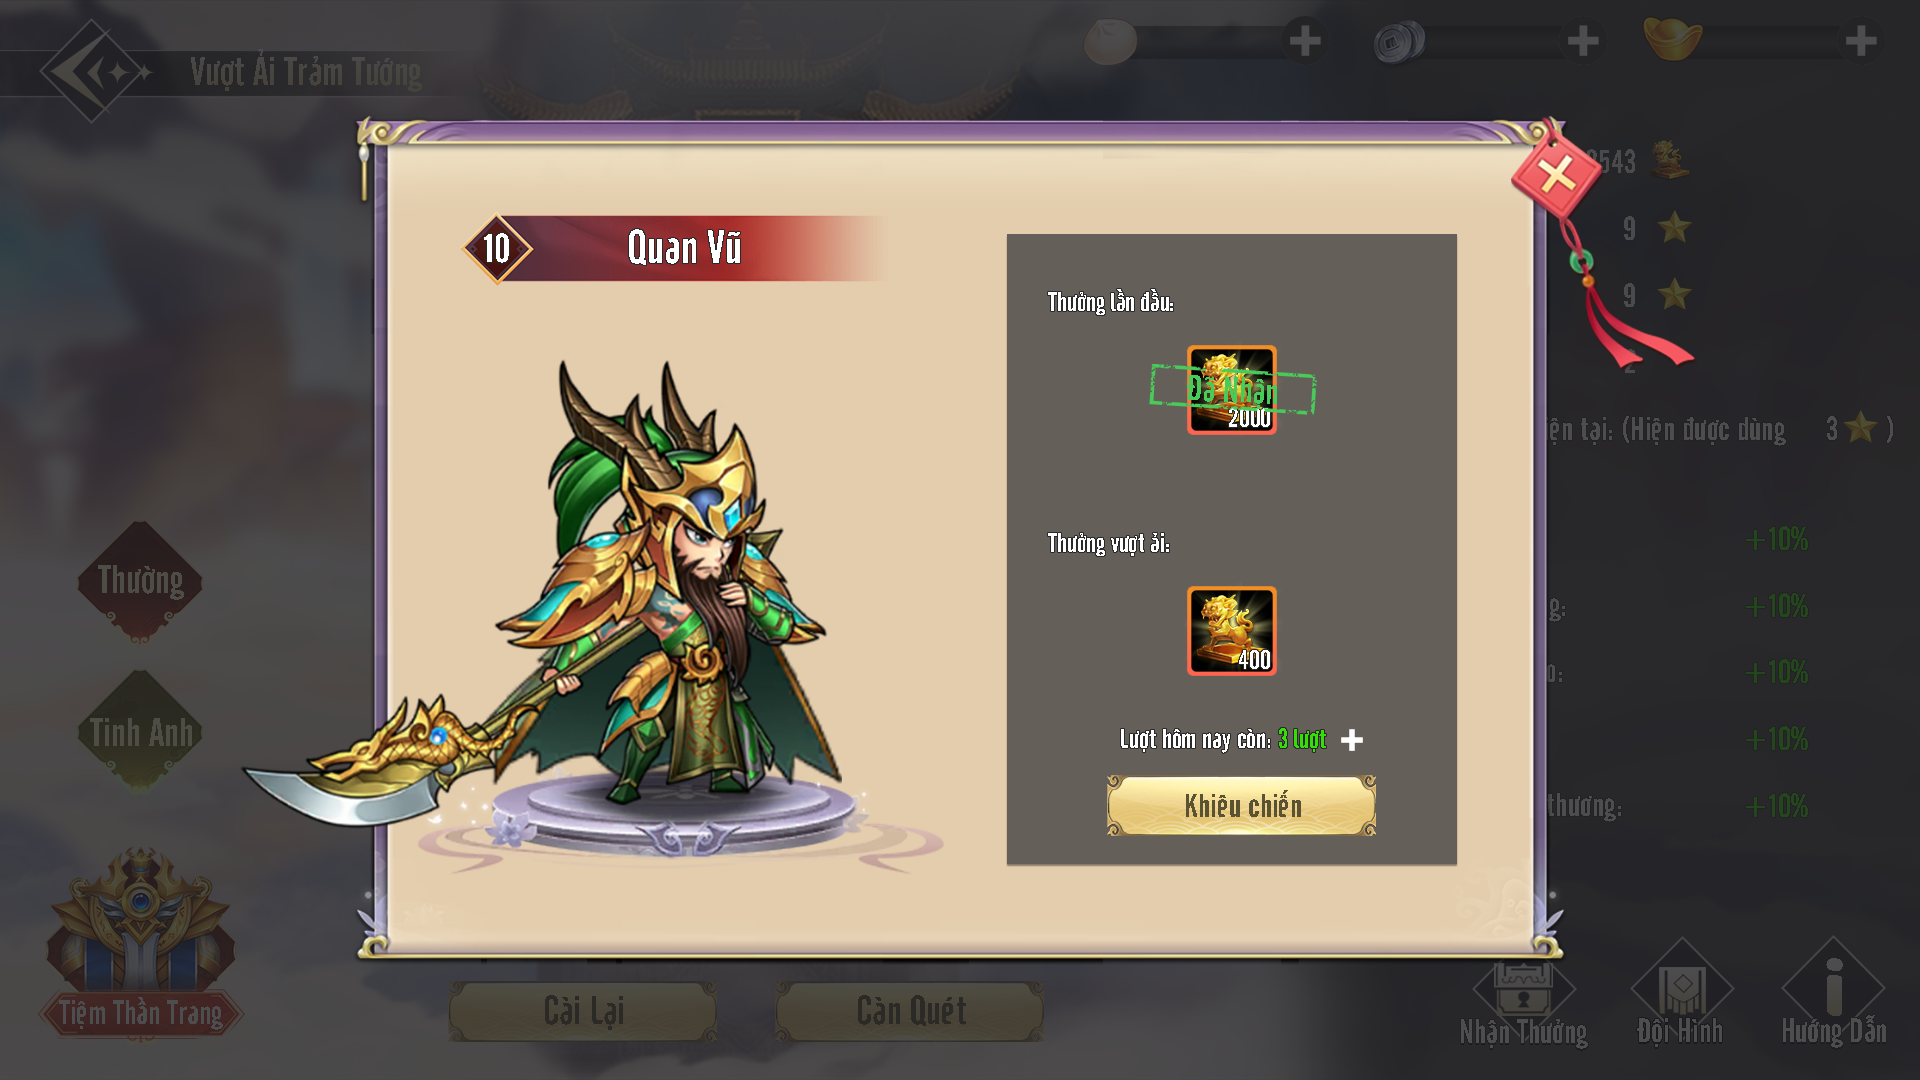 Vượt Ải Trảm Tướng
10
Quan Vũ
Thưởng lần đầu:
Đã Nhận
2000
Thưởng vượt ải:
400
Lượt hôm nay còn: 3 lượt
Khiêu chiến
543
9
9
2
tại: (Hiện được dùng 3 )
+10%
+10%
+10%
+10%
thương: +10%
Thường
Tinh Anh
Tiệm Thần Trang
Cài Lại
Càn Quét
Nhận Thưởng
Đội Hình
Hướng Dẫn